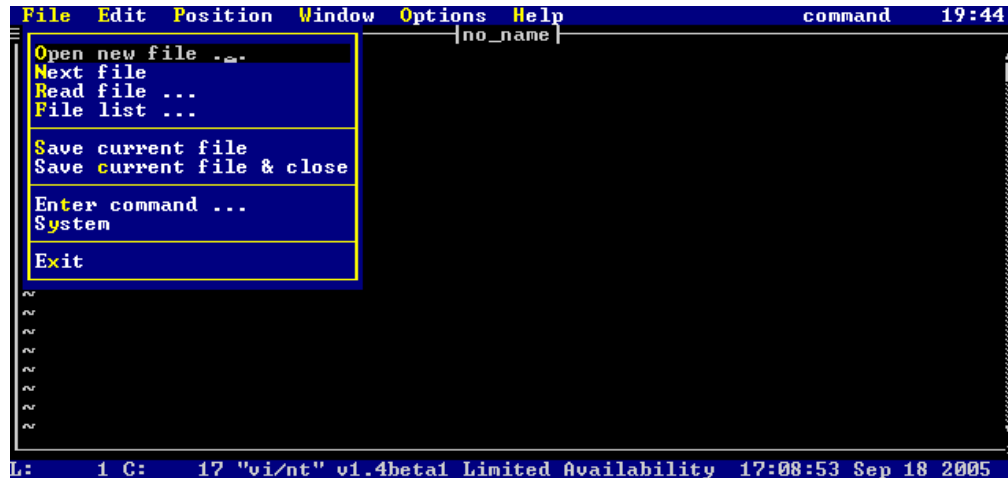 File Edit Position Window Options Help command 19:44
no_name
Open new file ...
Next file
Read file ...
File list ...
Save current file
Save current file & close
Enter command ...
System
Exit
~
~
~
~
~
~
~
~
L: 1 C: 17 "vi/nt" v1.4beta1 Limited Availability 17:08:53 Sep 18 2005